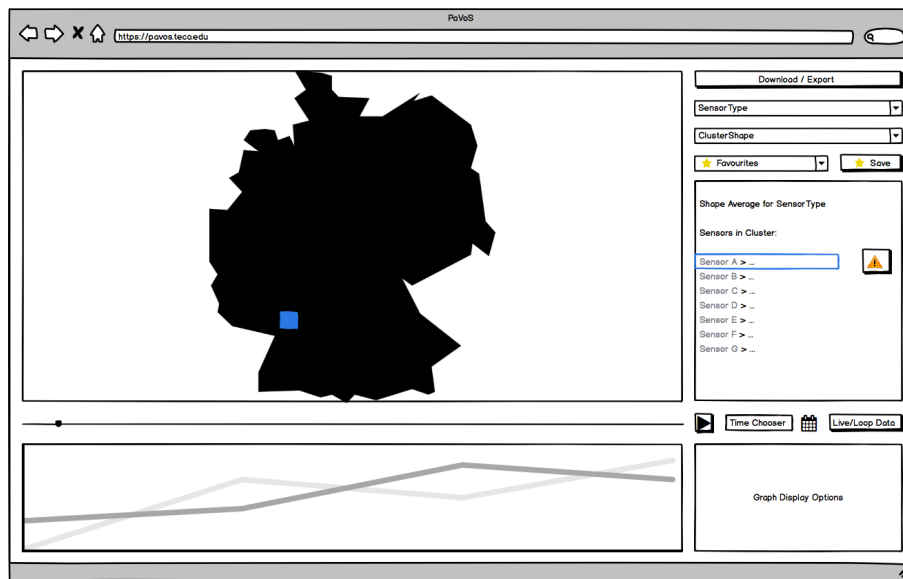 PaVoS
https://pavos.teco.edu
Download / Export
SensorType
ClusterShape
Favourites
Save
Shape Average for SensorType
Sensors in Cluster:
Sensor A > ...
Sensor B > ...
Sensor C > ...
Sensor D > ...
Sensor E > ...
Sensor F > ...
Sensor G > ...
Time Chooser
Live/Loop Data
Graph Display Options